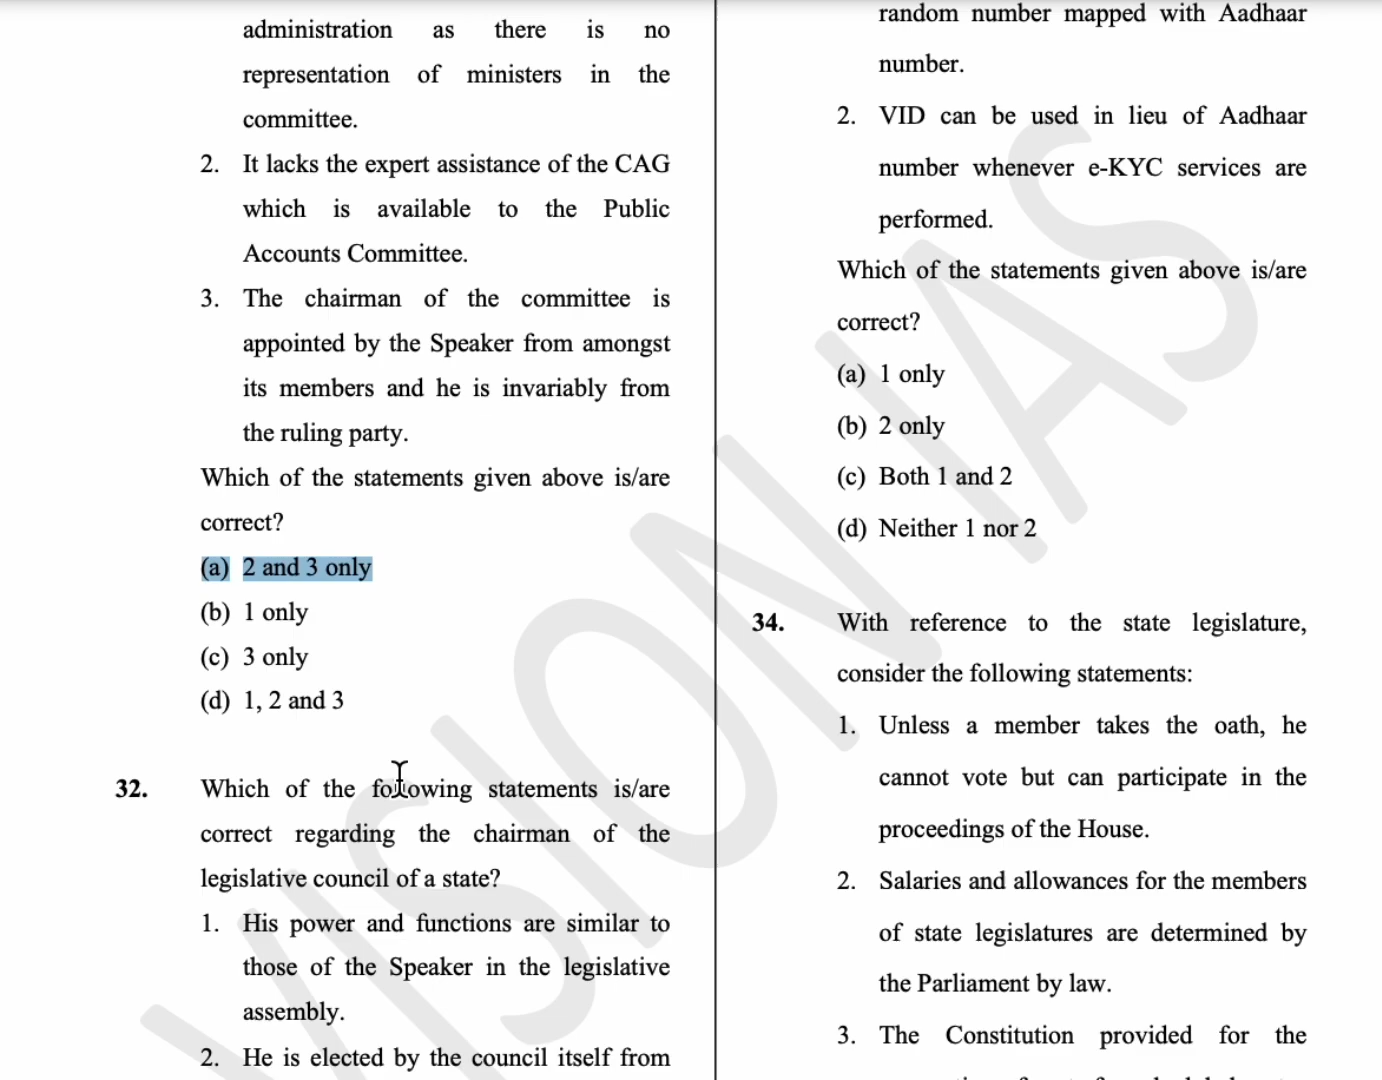 administration as there is no
representation of ministers in the
committee.
2. It lacks the expert assistance of the CAG
which is available to the Public
Accounts Committee.
3. The chairman of the committee is
appointed by the Speaker from amongst
its members and he is invariably from
the ruling party.
Which of the statements given above is/are
correct?
(a) 2 and 3 only
(b) 1 only
(c) 3 only
(d) 1, 2 and 3
32. Which of the following statements is/are
correct regarding the chairman of the
legislative council of a state?
1. His power and functions are similar to
those of the Speaker in the legislative
assembly.
2. He is elected by the council itself from
random number mapped with Aadhaar
number.
2. VID can be used in lieu of Aadhaar
number whenever e-KYC services are
performed.
Which of the statements given above is/are
correct?
(a) 1 only
(b) 2 only
(c) Both 1 and 2
(d) Neither 1 nor 2
34. With reference to the state legislature,
consider the following statements:
1. Unless a member takes the oath, he
cannot vote but can participate in the
proceedings of the House.
2. Salaries and allowances for the members
of state legislatures are determined by
the Parliament by law.
3. The Constitution provided for the
VISION IAS